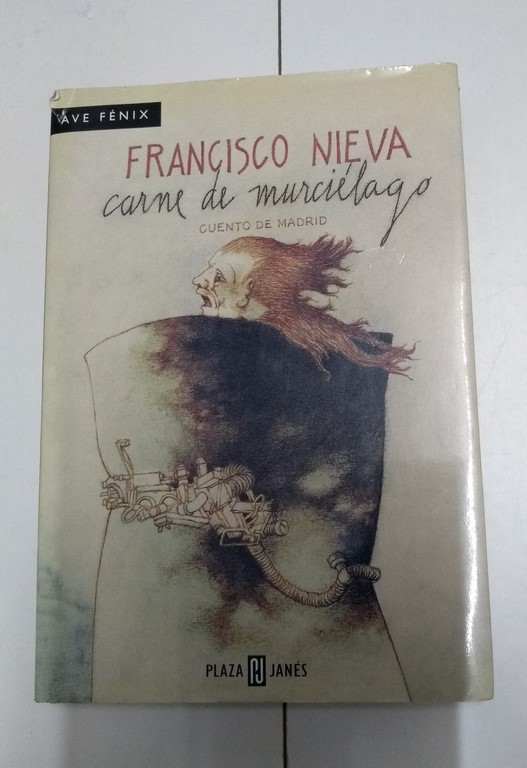 AVE FÉNIX
FRANCISCO NIEVA
carne de murciélago
CUENTO DE MADRID
PLAZA JANÉS